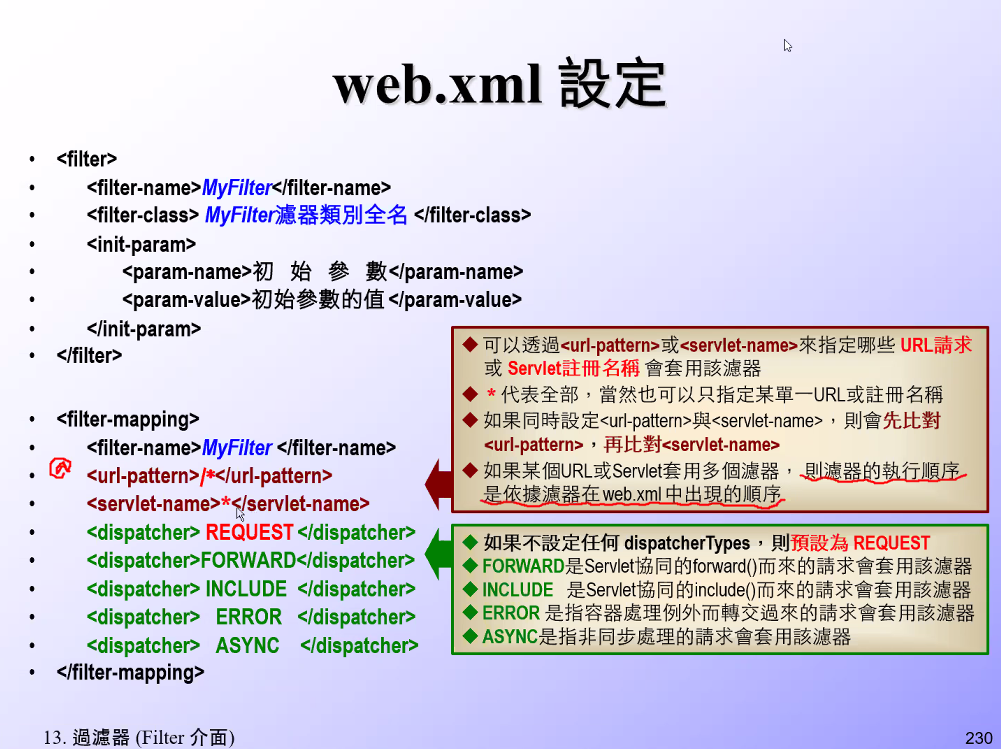 web.xml 設定
• <filter>
• <filter-name>MyFilter</filter-name>
• <filter-class> MyFilter濾器類別全名 </filter-class>
• <init-param>
• <param-name>初 始 參 數</param-name>
• <param-value>初始參數的值 </param-value>
• </init-param>
• </filter>
• <filter-mapping>
• <filter-name>MyFilter </filter-name>
• <url-pattern>/*</url-pattern>
• <servlet-name>*</servlet-name>
• <dispatcher> REQUEST </dispatcher>
• <dispatcher>FORWARD</dispatcher>
• <dispatcher> INCLUDE </dispatcher>
• <dispatcher> ERROR </dispatcher>
• <dispatcher> ASYNC </dispatcher>
• </filter-mapping>
◆ 可以透過<url-pattern>或<servlet-name>來指定哪些 URL請求
或 Servlet註冊名稱 會套用該濾器
◆ * 代表全部，當然也可以只指定某單一URL或註冊名稱
◆ 如果同時設定<url-pattern>與<servlet-name>，則會先比對
<url-pattern>，再比對<servlet-name>
◆ 如果某個URL或Servlet套用多個濾器， 則濾器的執行順序
是依據濾器在 web.xml 中出現的順序
◆ 如果不設定任何 dispatcherTypes，則預設為 REQUEST
◆ FORWARD是Servlet協同的forward()而來的請求會套用該濾器
◆ INCLUDE 是Servlet協同的include()而來的請求會套用該濾器
◆ ERROR 是指容器處理例外而轉交過來的請求會套用該濾器
◆ ASYNC是指非同步處理的請求會套用該濾器
13. 過濾器 (Filter 介面)
230